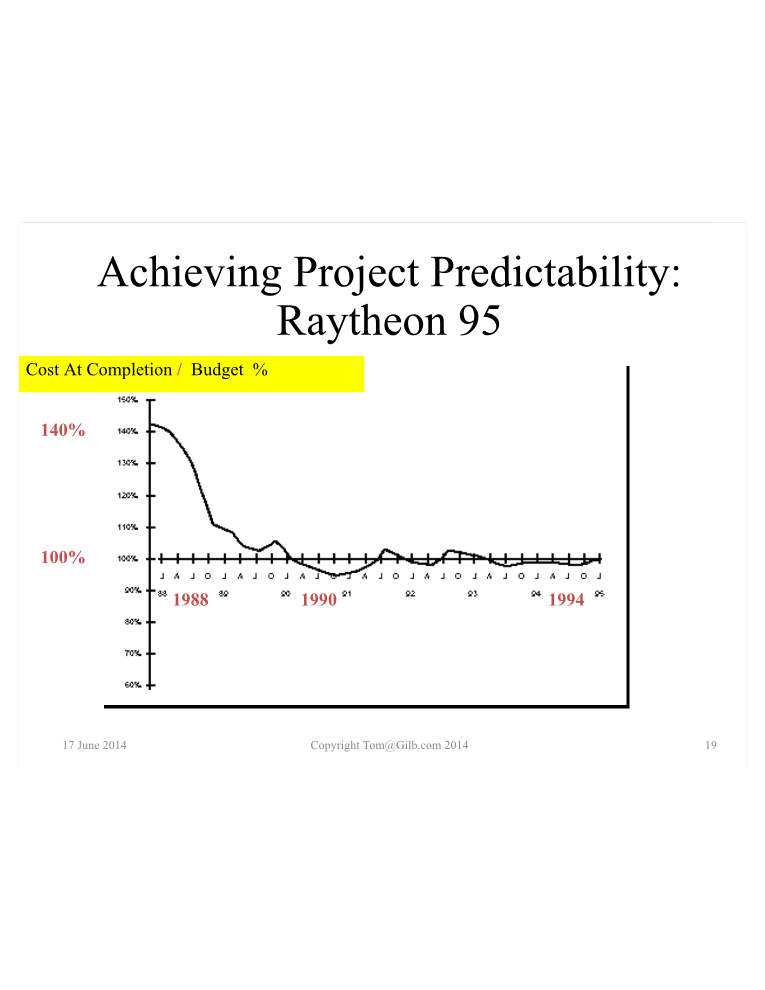 Achieving Project Predictability:
Raytheon 95
Cost At Completion / Budget %
150%
140%
140%
130%
120%
110%
100%
100%
J A J O J A J O J A J O J A J O J A J O J A J O J A J O J
90%
88 1988 89 90 1990 91 92 93 94 1994 95
80%
70%
60%
17 June 2014 Copyright Tom@Gilb.com 2014 19